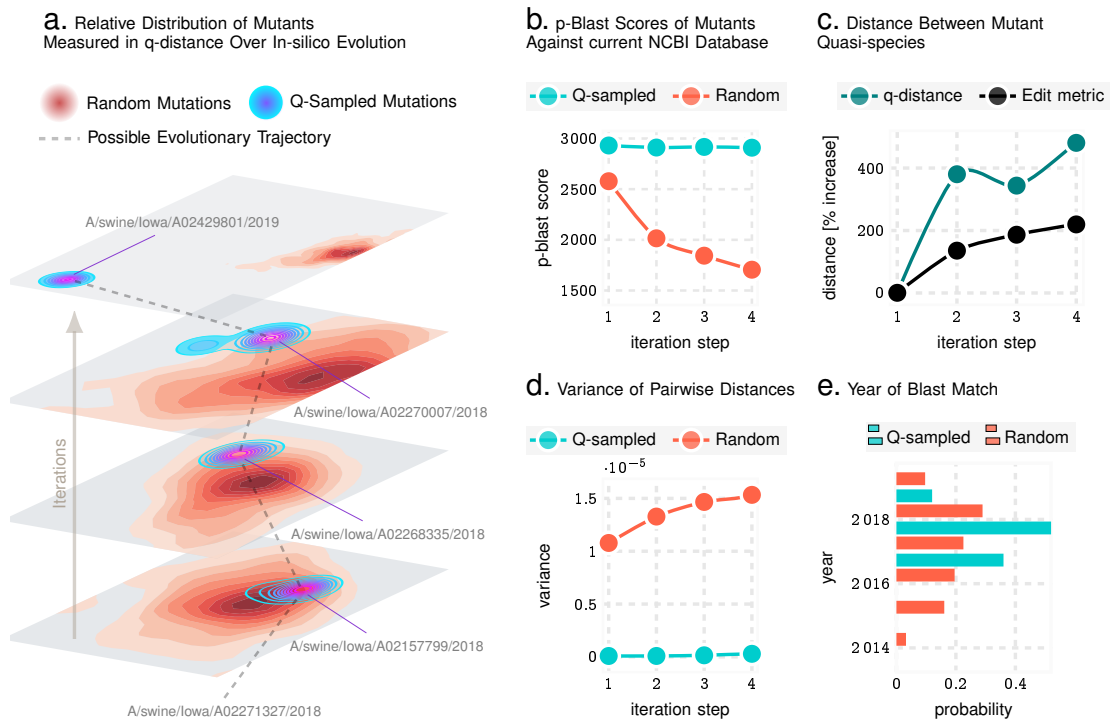 a. Relative Distribution of Mutants
Measured in q-distance Over In-silico Evolution
Random Mutations
Q-Sampled Mutations
Possible Evolutionary Trajectory
A/swine/Iowa/A02429801/2019
A/swine/Iowa/A02270007/2018
A/swine/Iowa/A02268335/2018
A/swine/Iowa/A02157799/2018
A/swine/Iowa/A02271327/2018
Iterations
b. p-Blast Scores of Mutants
Against current NCBI Database
Q-sampled Random
3000
2500
2000
1500
p-blast score
1 2 3 4
iteration step
c. Distance Between Mutant
Quasi-species
q-distance Edit metric
400
200
0
distance [% increase]
1 2 3 4
iteration step
d. Variance of Pairwise Distances
Q-sampled Random
·10⁻⁵
1.5
1
0.5
0
variance
1 2 3 4
iteration step
e. Year of Blast Match
Q-sampled Random
2 018
2 016
2 014
year
0 0.2 0.4
probability